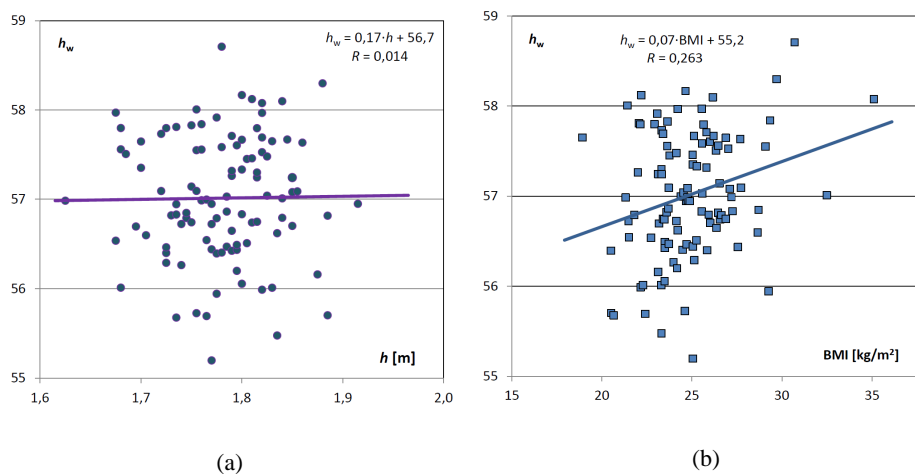 59
58
57
56
55
h_w
h_w = 0,17·h + 56,7
R = 0,014
h [m]
1,6 1,7 1,8 1,9 2,0
(a)
59
58
57
56
55
h_w
h_w = 0,07·BMI + 55,2
R = 0,263
BMI [kg/m²]
15 20 25 30 35
(b)